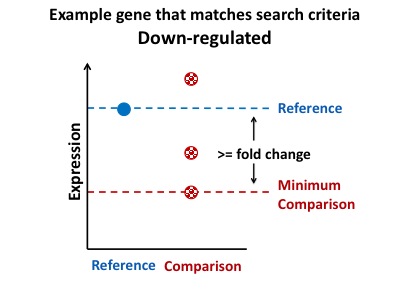 Example gene that matches search criteria
Down-regulated
Reference
>= fold change
Minimum
Comparison
Expression
Reference Comparison